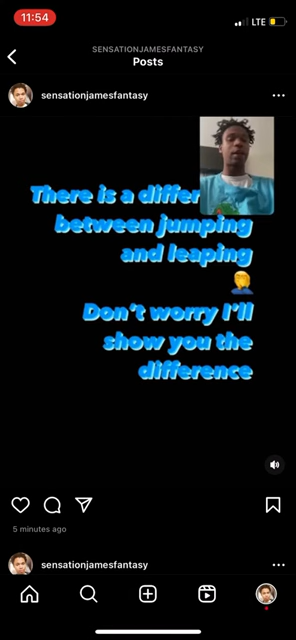 11:54
LTE
SENSATIONJAMESFANTASY
Posts
sensationjamesfantasy
There is a differ
between jumping
and leaping
Don't worry I'll
show you the
difference
5 minutes ago
sensationjamesfantasy